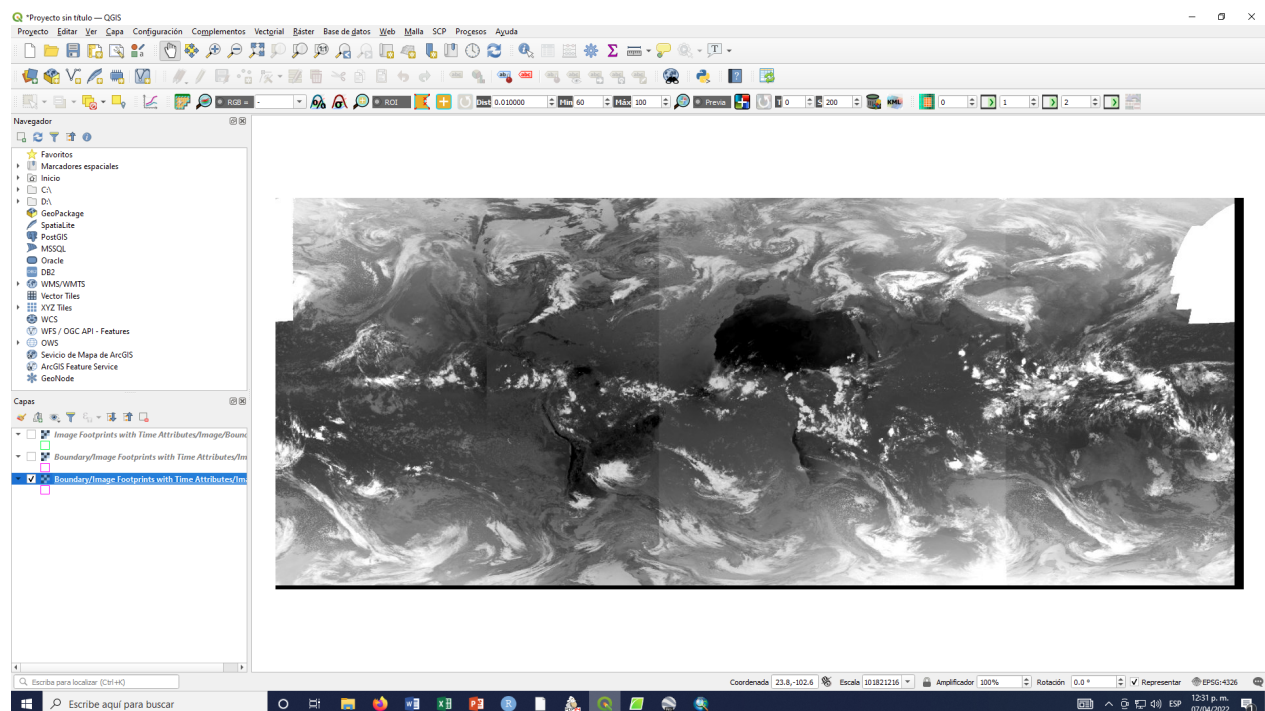 *Proyecto sin título — QGIS
Proyecto Editar Ver Capa Configuración Complementos Vectorial Ráster Base de datos Web Malla SCP Procesos Ayuda
RGB = - ROI Dist 0.010000 Min 60 Máx 100 Previa T 0 S 200 KML 0 1 2
Navegador
Favoritos
Marcadores espaciales
Inicio
C:\
D:\
GeoPackage
SpatiaLite
PostGIS
MSSQL
Oracle
DB2
WMS/WMTS
Vector Tiles
XYZ Tiles
WCS
WFS / OGC API - Features
OWS
Sevicio de Mapa de ArcGIS
ArcGIS Feature Service
GeoNode
Capas
Image Footprints with Time Attributes/Image/Bound
Boundary/Image Footprints with Time Attributes/Im
Boundary/Image Footprints with Time Attributes/Ima
Escriba para localizar (Ctrl+K)
Coordenada 23.8,-102.6 Escala 101821216 Amplificador 100% Rotación 0.0 ° Representar EPSG:4326
Escribe aquí para buscar
ESP
12:31 p. m.
07/04/2022